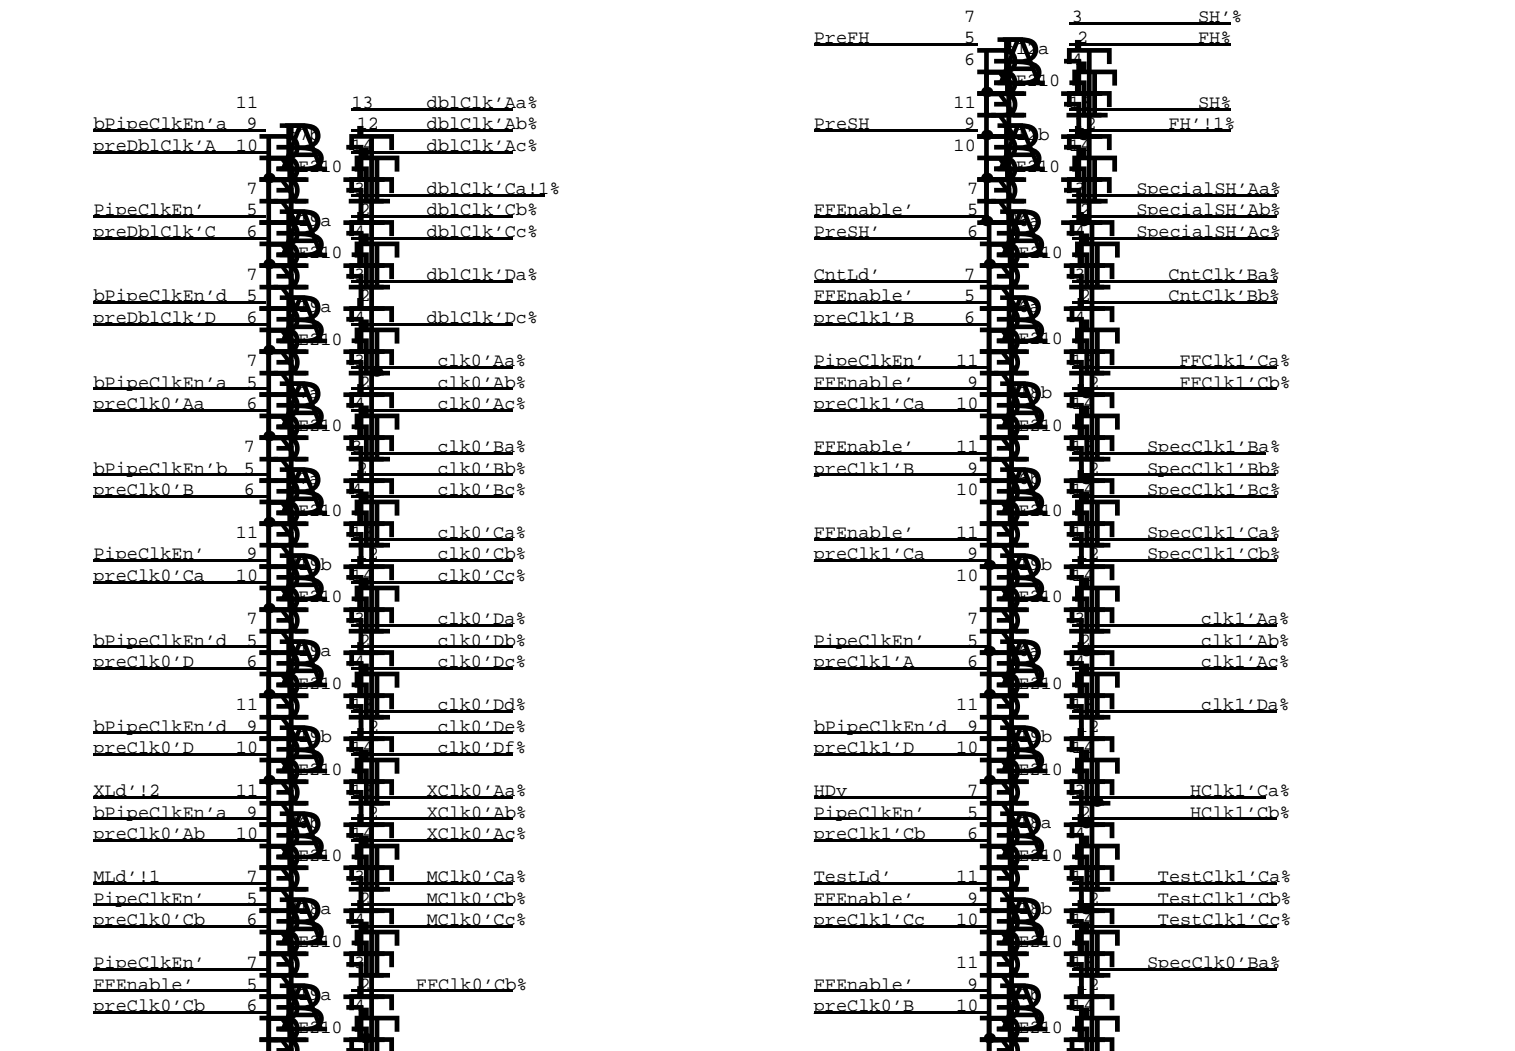 7 3 SH'%
PreFH 5 2 FH%
6
11 13 dblClk'Aa%
bPipeClkEn'a 9 12 dblClk'Ab%
preDblClk'A 10 dblClk'Ac%
7 dblClk'Ca!1%
PipeClkEn' 5 dblClk'Cb%
preDblClk'C 6 dblClk'Cc%
7 dblClk'Da%
bPipeClkEn'd 5
preDblClk'D 6 dblClk'Dc%
7 clk0'Aa%
bPipeClkEn'a 5 clk0'Ab%
preClk0'Aa 6 clk0'Ac%
7 clk0'Ba%
bPipeClkEn'b 5 clk0'Bb%
preClk0'B 6 clk0'Bc%
11 clk0'Ca%
PipeClkEn' 9 clk0'Cb%
preClk0'Ca 10 clk0'Cc%
7 clk0'Da%
bPipeClkEn'd 5 clk0'Db%
preClk0'D 6 clk0'Dc%
11 clk0'Dd%
bPipeClkEn'd 9 clk0'De%
preClk0'D 10 clk0'Df%
XLd'!2 11 XClk0'Aa%
bPipeClkEn'a 9 XClk0'Ab%
preClk0'Ab 10 XClk0'Ac%
MLd'!1 7 MClk0'Ca%
PipeClkEn' 5 MClk0'Cb%
preClk0'Cb 6 MClk0'Cc%
PipeClkEn' 7
FFEnable' 5 FFClk0'Cb%
preClk0'Cb 6
11 SH%
PreSH 9 FH'!1%
10
7 SpecialSH'Aa%
FFEnable' 5 SpecialSH'Ab%
PreSH' 6 SpecialSH'Ac%
CntLd' 7 CntClk'Ba%
FFEnable' 5 CntClk'Bb%
preClk1'B 6
PipeClkEn' 11 FFClk1'Ca%
FFEnable' 9 FFClk1'Cb%
preClk1'Ca 10
FFEnable' 11 SpecClk1'Ba%
preClk1'B 9 SpecClk1'Bb%
10 SpecClk1'Bc%
FFEnable' 11 SpecClk1'Ca%
preClk1'Ca 9 SpecClk1'Cb%
10
7 clk1'Aa%
PipeClkEn' 5 clk1'Ab%
preClk1'A 6 clk1'Ac%
11 clk1'Da%
bPipeClkEn'd 9
preClk1'D 10
HDv 7 HClk1'Ca%
PipeClkEn' 5 HClk1'Cb%
preClk1'Cb 6
TestLd' 11 TestClk1'Ca%
FFEnable' 9 TestClk1'Cb%
preClk1'Cc 10 TestClk1'Cc%
11 SpecClk0'Ba%
FFEnable' 9
preClk0'B 10